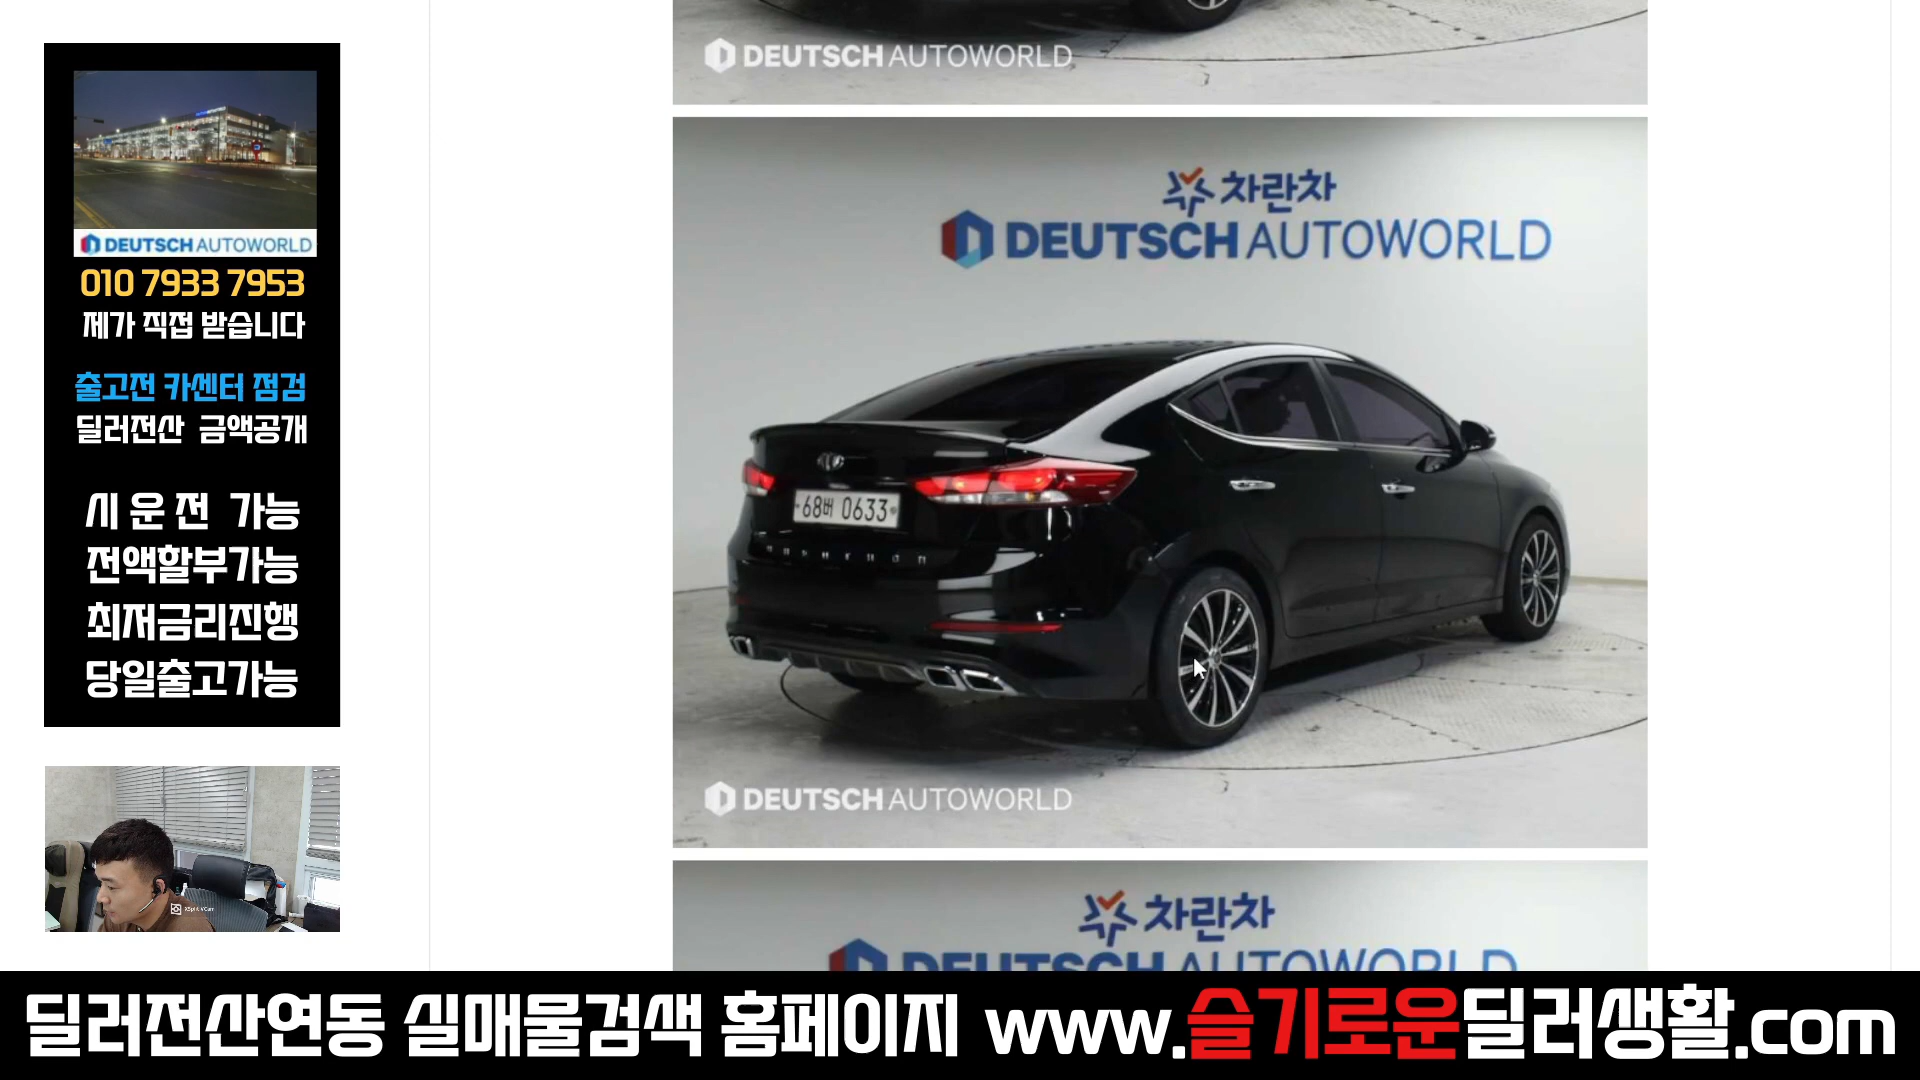 DEUTSCH AUTOWORLD
010 7933 7953
제가 직접 받습니다
출고전 카센터 점검
딜러전산 금액공개
시 운 전 가능
전액할부가능
최저금리진행
당일출고가능
XSplit VCam
DEUTSCH AUTOWORLD
차란차
DEUTSCH AUTOWORLD
68버 0633
DEUTSCH AUTOWORLD
차란차
DEUTSCH AUTOWORLD
딜러전산연동 실매물검색 홈페이지 www.슬기로운딜러생활.com